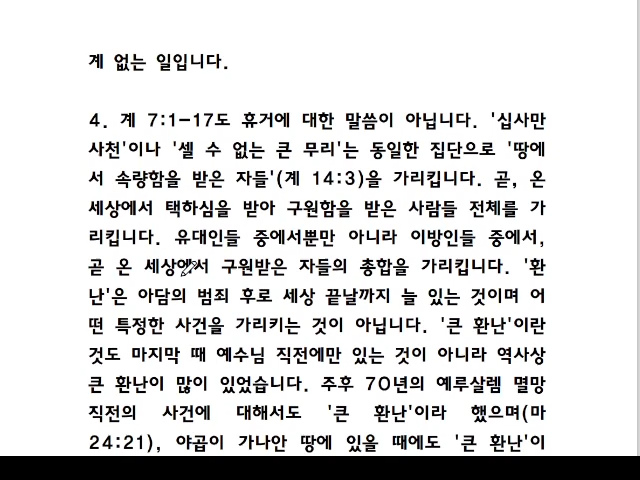 계 없는 일입니다.
4. 계 7:1-17도 휴거에 대한 말씀이 아닙니다. '십사만
사천'이나 '셀 수 없는 큰 무리'는 동일한 집단으로 '땅에
서 속량함을 받은 자들'(계 14:3)을 가리킵니다. 곧, 온
세상에서 택하심을 받아 구원함을 받은 사람들 전체를 가
리킵니다. 유대인들 중에서뿐만 아니라 이방인들 중에서,
곧 온 세상에서 구원받은 자들의 총합을 가리킵니다. '환
난'은 아담의 범죄 후로 세상 끝날까지 늘 있는 것이며 어
떤 특정한 사건을 가리키는 것이 아닙니다. '큰 환난'이란
것도 마지막 때 예수님 직전에만 있는 것이 아니라 역사상
큰 환난이 많이 있었습니다. 주후 70년의 예루살렘 멸망
직전의 사건에 대해서도 '큰 환난'이라 했으며(마
24:21), 야곱이 가나안 땅에 있을 때에도 '큰 환난'이